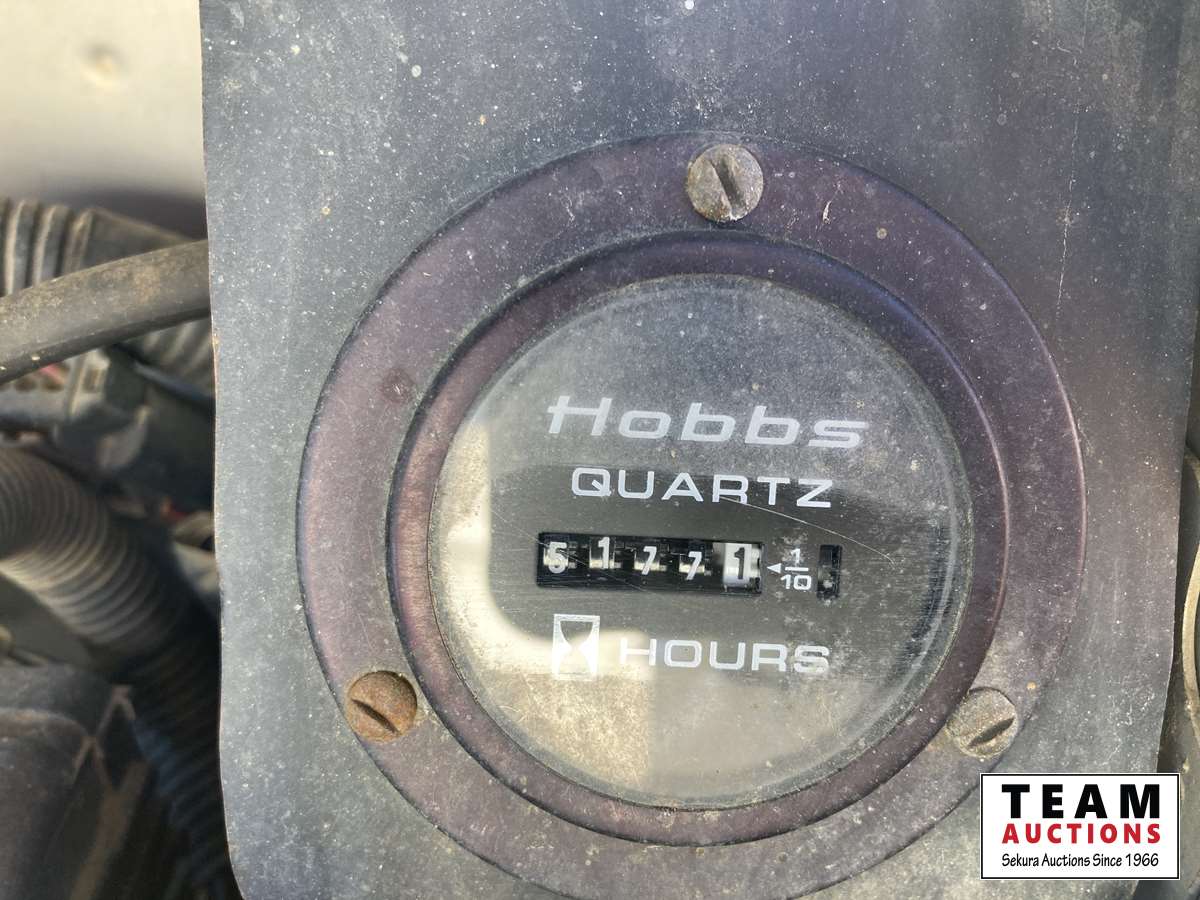 Hobbs
QUARTZ
51771 1/10
HOURS
TEAM
AUCTIONS
Sekura Auctions Since 1966